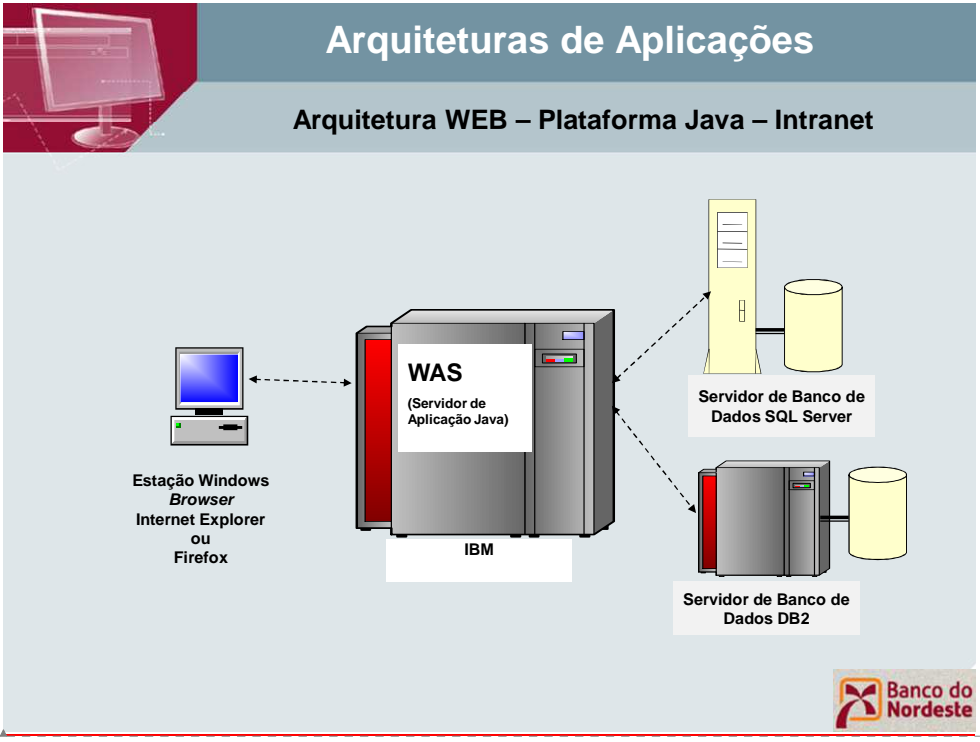 Arquiteturas de Aplicações
Arquitetura WEB – Plataforma Java – Intranet
WAS
(Servidor de
Aplicação Java)
IBM
Estação Windows
Browser
Internet Explorer
ou
Firefox
Servidor de Banco de
Dados SQL Server
Servidor de Banco de
Dados DB2
Banco do
Nordeste